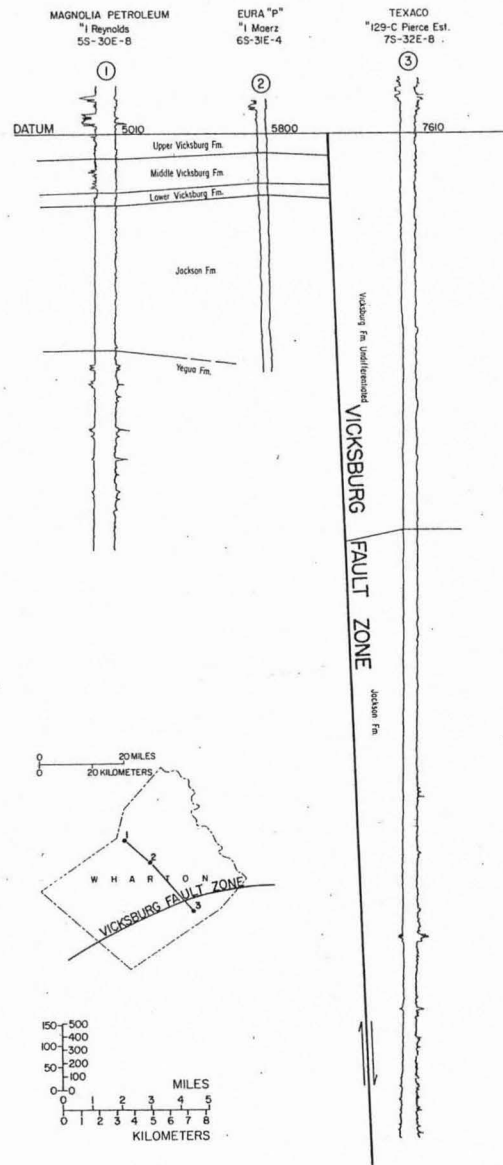 MAGNOLIA PETROLEUM
#1 Reynolds
5S-30E-8
EURA "P"
#1 Maerz
6S-31E-4
TEXACO
#129-C Pierce Est.
7S-32E-8
1
2
3
DATUM
5010
5800
7610
Upper Vicksburg Fm.
Middle Vicksburg Fm.
Lower Vicksburg Fm.
Jackson Fm
Yegua Fm.
Vicksburg Fm. Undifferentiated
VICKSBURG FAULT ZONE
Jackson Fm.
0 20 MILES
0 20 KILOMETERS
1
2
WHARTON
VICKSBURG FAULT ZONE
3
150 500
400
100 300
200
50 100
0 0
MILES
0 1 2 3 4 5
0 1 2 3 4 5 6 7 8
KILOMETERS